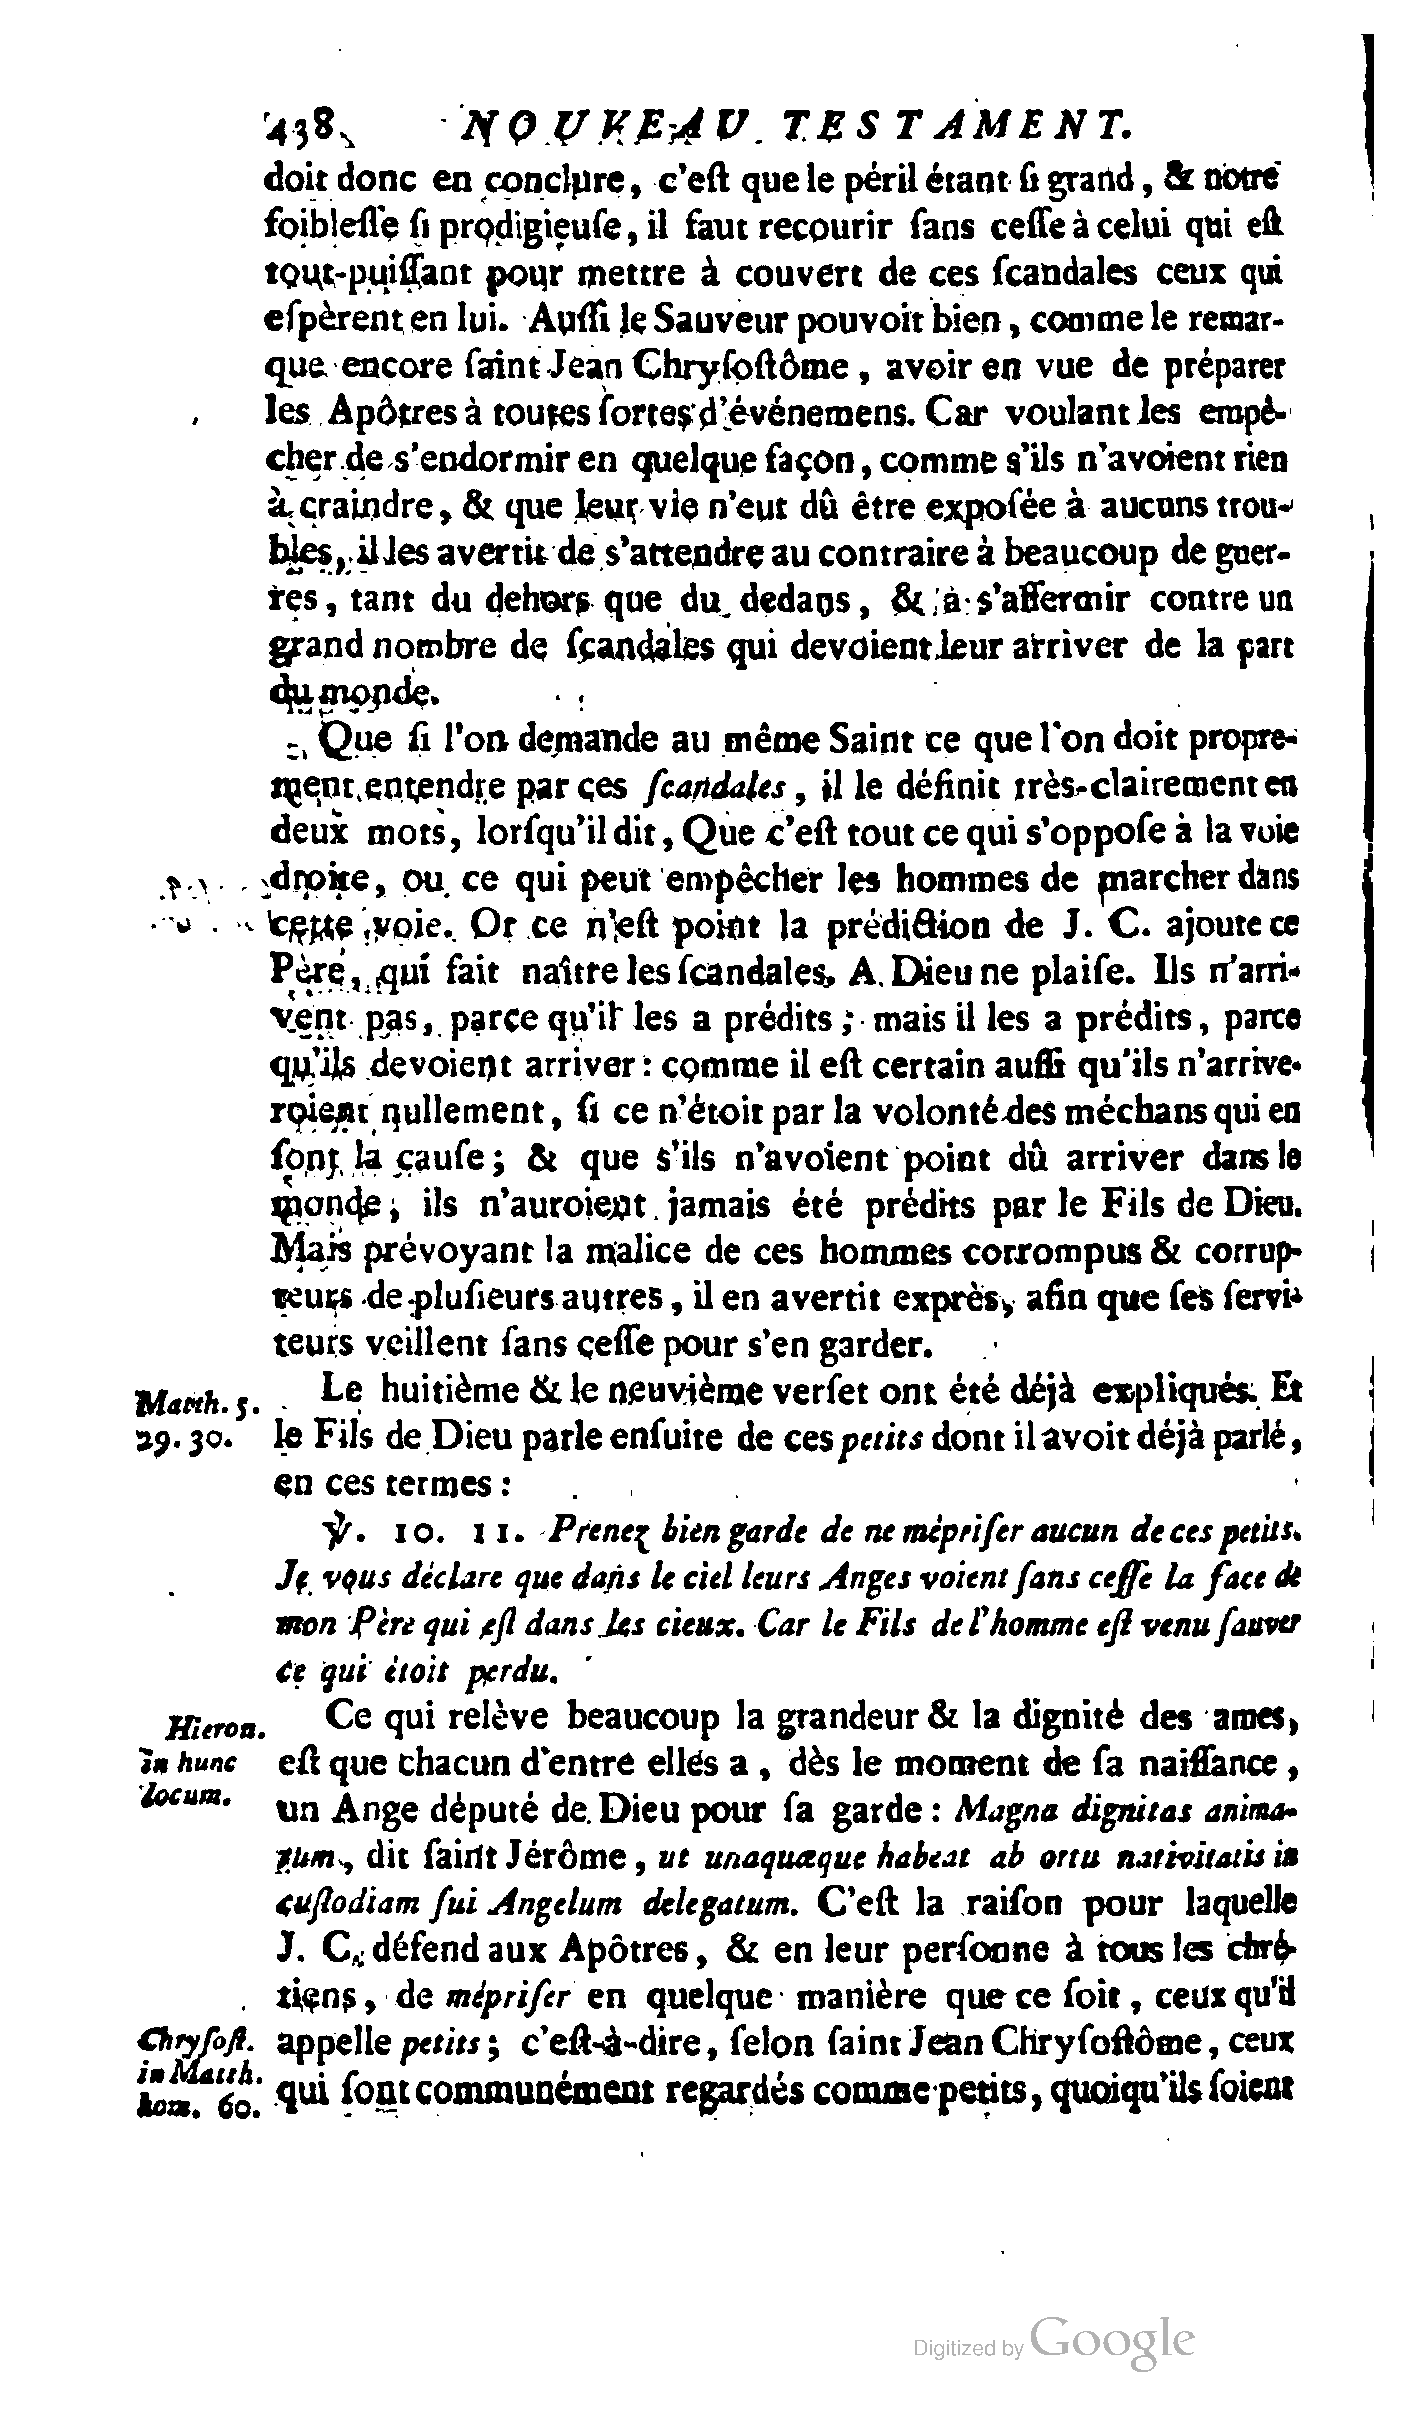 438 NOUVEAU TESTAMENT.
doit donc en conclure, c'eſt que le péril étant ſi grand, & notre
foibleſſe ſi prodigieuſe, il faut recourir ſans ceſſe à celui qui eſt
tout-puiſſant pour mettre à couvert de ces ſcandales ceux qui
eſpèrent en lui. Auſſi le Sauveur pouvoit bien, comme le remar-
que encore ſaint Jean Chryſoſtôme, avoir en vue de préparer
les Apôtres à toutes ſortes d'événemens. Car voulant les empê-
cher de s'endormir en quelque façon, comme s'ils n'avoient rien
à craindre, & que leur vie n'eut dû être expoſée à aucuns trou-
bles, il les avertit de s'attendre au contraire à beaucoup de guer-
res, tant du dehors que du dedans, & à s'affermir contre un
grand nombre de ſcandales qui devoient leur arriver de la part
du monde.
Que ſi l'on demande au même Saint ce que l'on doit propre-
ment entendre par ces ſcandales, il le définit très-clairement en
deux mots, lorſqu'il dit, Que c'eſt tout ce qui s'oppoſe à la voie
droite, ou ce qui peut empêcher les hommes de marcher dans
cette voie. Or ce n'eſt point la prédiction de J. C. ajoute ce
Père, qui fait naître les ſcandales. A Dieu ne plaiſe. Ils n'arri-
vent pas, parce qu'il les a prédits; mais il les a prédits, parce
qu'ils devoient arriver: comme il eſt certain auſſi qu'ils n'arrive-
roient nullement, ſi ce n'étoit par la volonté des méchans qui en
ſont la cauſe; & que s'ils n'avoient point dû arriver dans le
monde, ils n'auroient jamais été prédits par le Fils de Dieu.
Mais prévoyant la malice de ces hommes corrompus & corrup-
teurs de pluſieurs autres, il en avertit exprès, afin que ſes ſervi-
teurs veillent ſans ceſſe pour s'en garder.
Matth. 5.
29. 30.
Le huitième & le neuvième verſet ont été déjà expliqués. Et
le Fils de Dieu parle enſuite de ces petits dont il avoit déjà parlé,
en ces termes:
℣. 10. 11. Prenez bien garde de ne mépriſer aucun de ces petits.
Je vous déclare que dans le ciel leurs Anges voient ſans ceſſe la face de
mon Père qui eſt dans les cieux. Car le Fils de l'homme eſt venu ſauver
ce qui étoit perdu.
Hieron.
in hunc
locum.
Ce qui relève beaucoup la grandeur & la dignité des ames,
eſt que chacun d'entre elles a, dès le moment de ſa naiſſance,
un Ange député de Dieu pour ſa garde: Magna dignitas anima-
rum, dit ſaint Jérôme, ut unaquæque habeat ab ortu nativitatis in
cuſtodiam ſui Angelum delegatum. C'eſt la raiſon pour laquelle
J. C. défend aux Apôtres, & en leur perſonne à tous les chré-
tiens, de mépriſer en quelque manière que ce ſoit, ceux qu'il
Chryſoſt.
in Matth.
hom. 60.
appelle petits; c'eſt-à-dire, ſelon ſaint Jean Chryſoſtôme, ceux
qui ſont communément regardés comme petits, quoiqu'ils ſoient
Digitized by Google